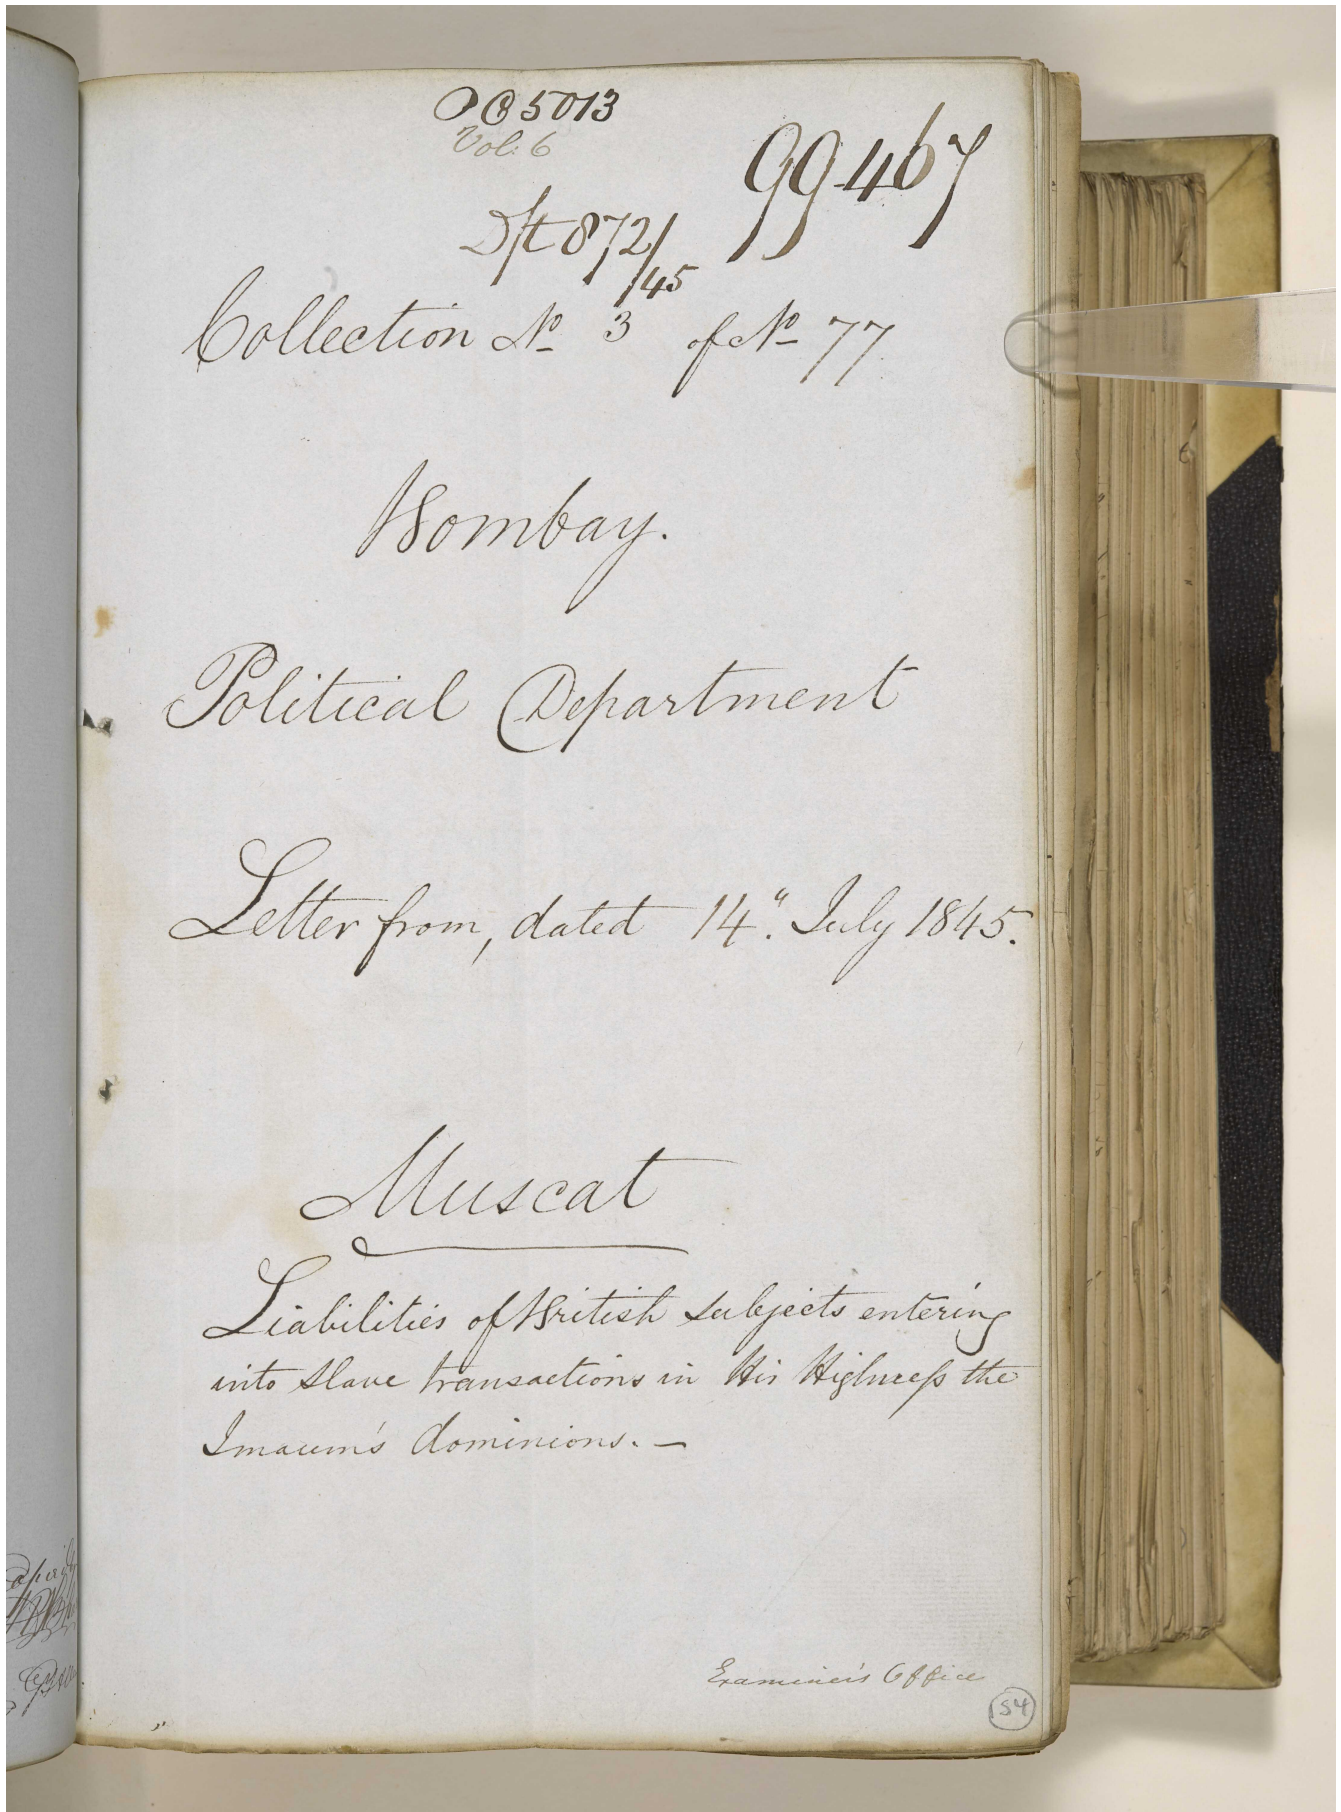 OC 5013
Vol: 6
99467
Dft 872/45
Collection No 3 of No 77
Bombay.
Political Department
Letter from, dated 14". July 1845.
Muscat
Liabilities of British subjects entering
into Slave transactions in His Highness the
Imaum's dominions. —
Examiner's Office
54